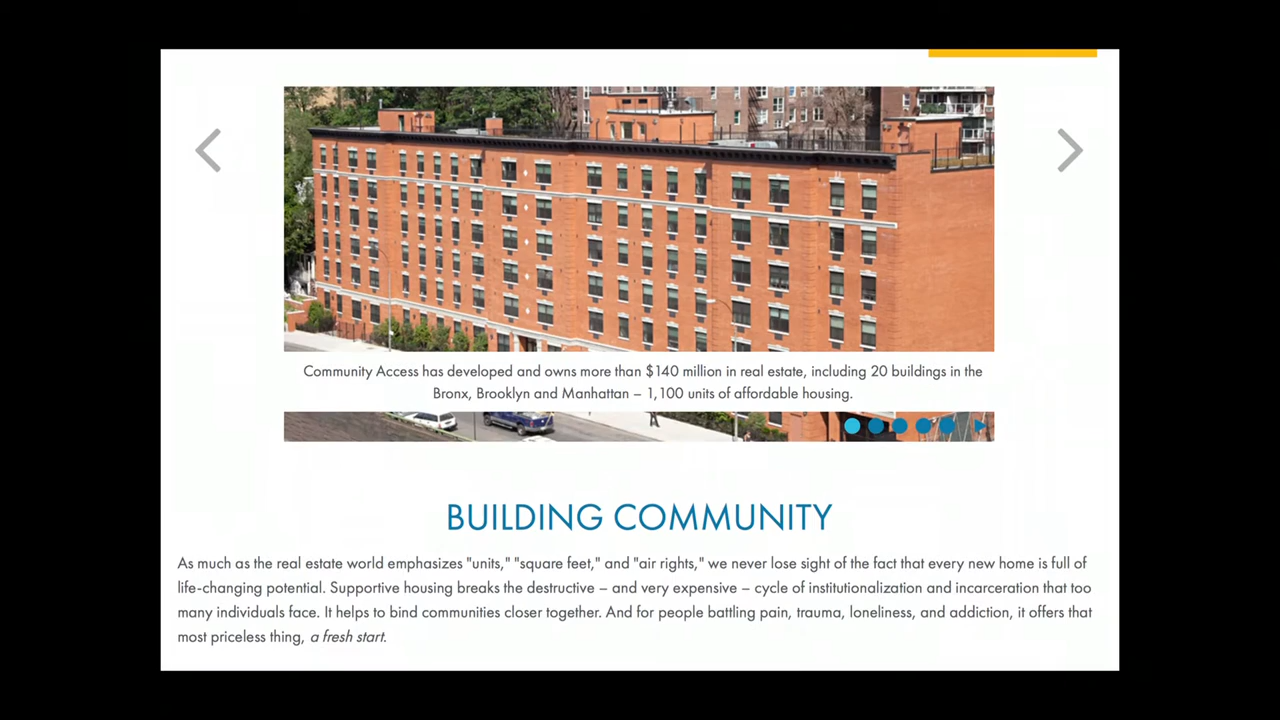 Community Access has developed and owns more than $140 million in real estate, including 20 buildings in the
Bronx, Brooklyn and Manhattan – 1,100 units of affordable housing.
BUILDING COMMUNITY
As much as the real estate world emphasizes "units," "square feet," and "air rights," we never lose sight of the fact that every new home is full of
life-changing potential. Supportive housing breaks the destructive – and very expensive – cycle of institutionalization and incarceration that too
many individuals face. It helps to bind communities closer together. And for people battling pain, trauma, loneliness, and addiction, it offers that
most priceless thing, a fresh start.